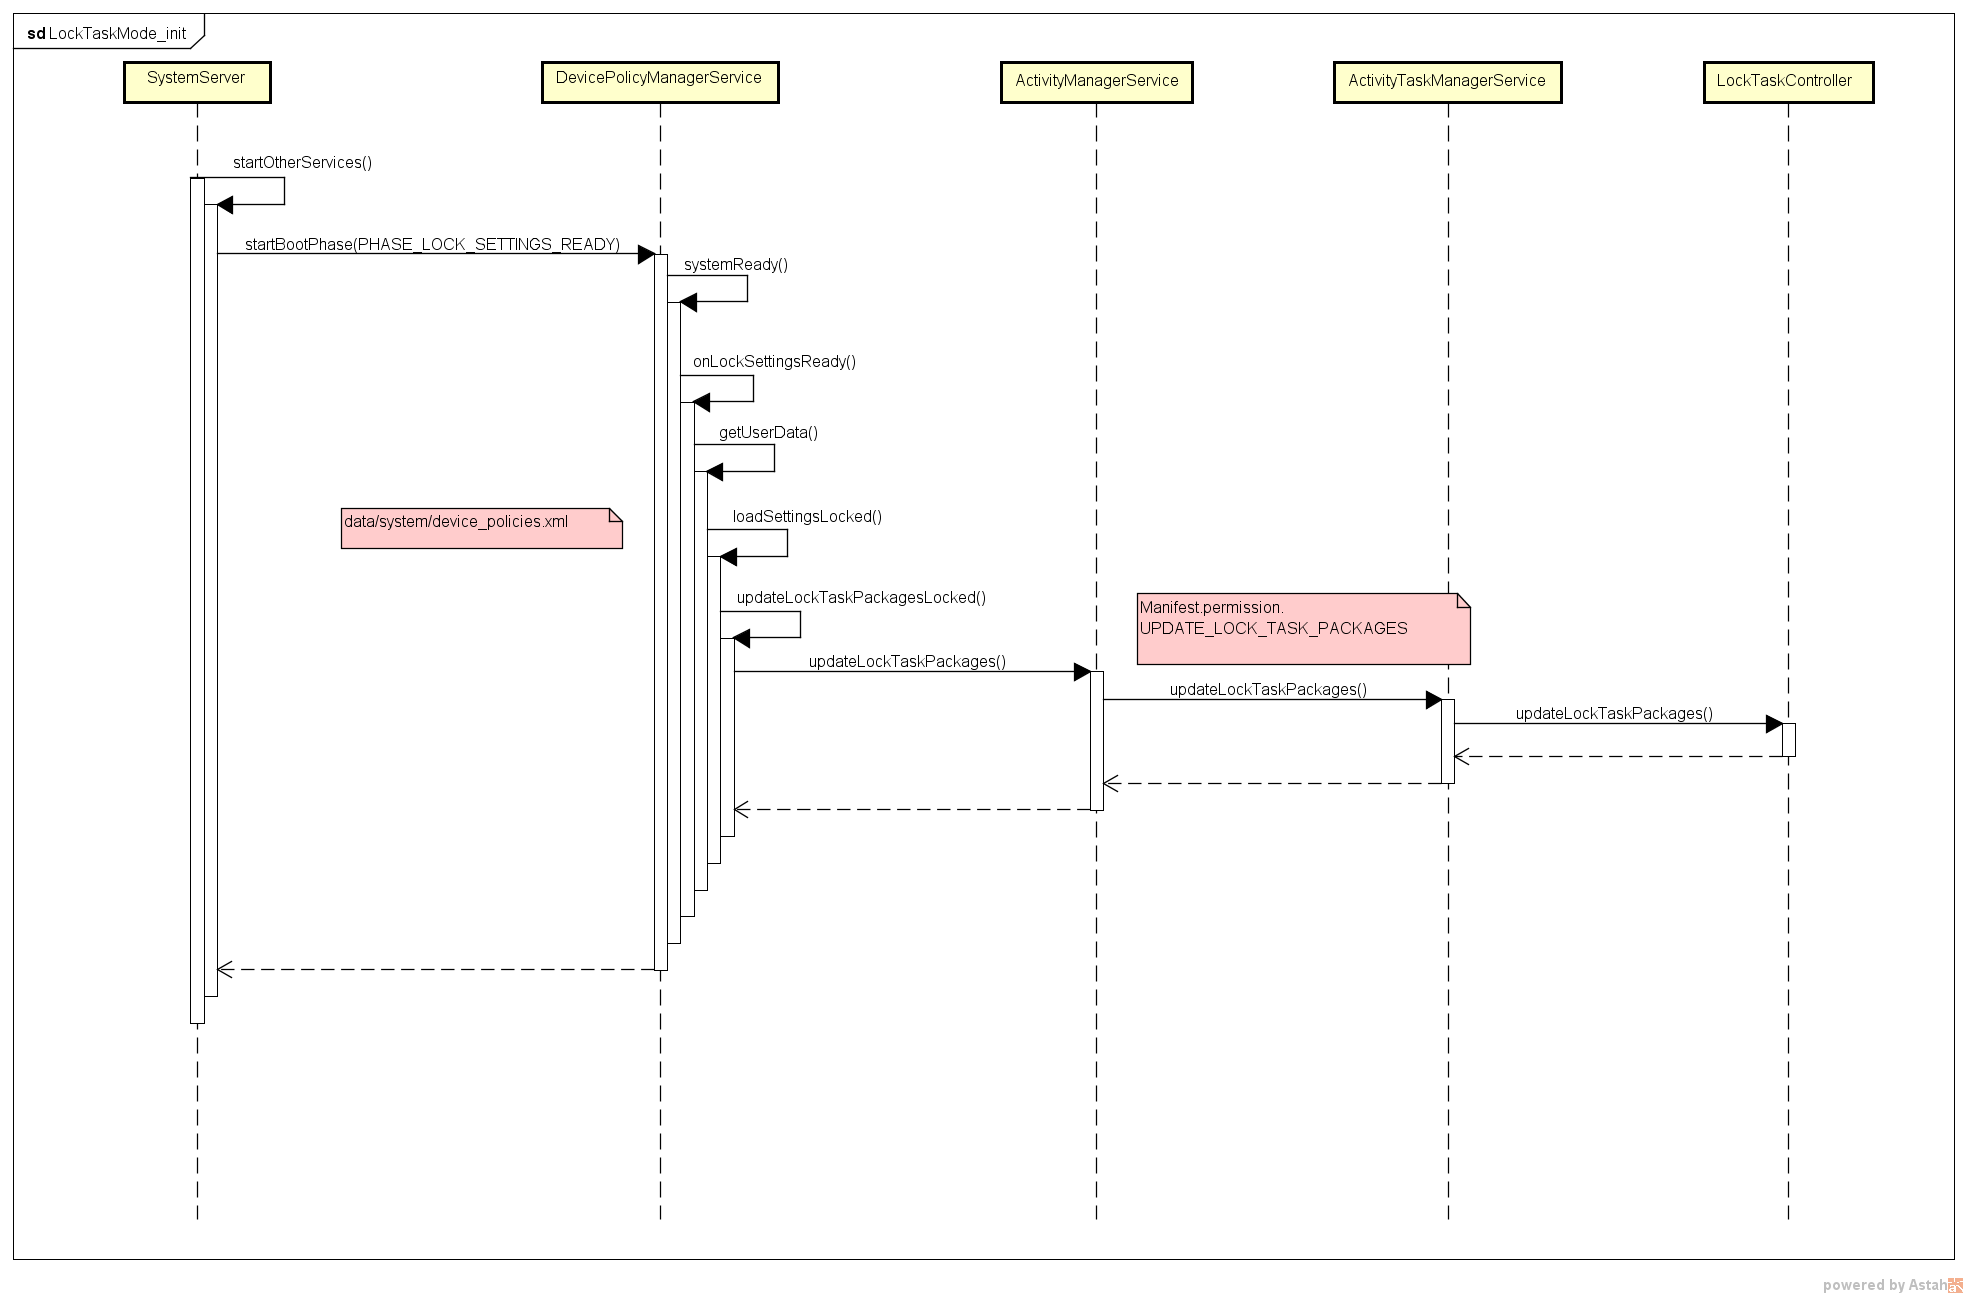 sd LockTaskMode_init
SystemServer
DevicePolicyManagerService
ActivityManagerService
ActivityTaskManagerService
LockTaskController
startOtherServices()
startBootPhase(PHASE_LOCK_SETTINGS_READY)
systemReady()
onLockSettingsReady()
getUserData()
loadSettingsLocked()
data/system/device_policies.xml
updateLockTaskPackagesLocked()
Manifest.permission.
UPDATE_LOCK_TASK_PACKAGES
updateLockTaskPackages()
updateLockTaskPackages()
updateLockTaskPackages()
powered by Astah